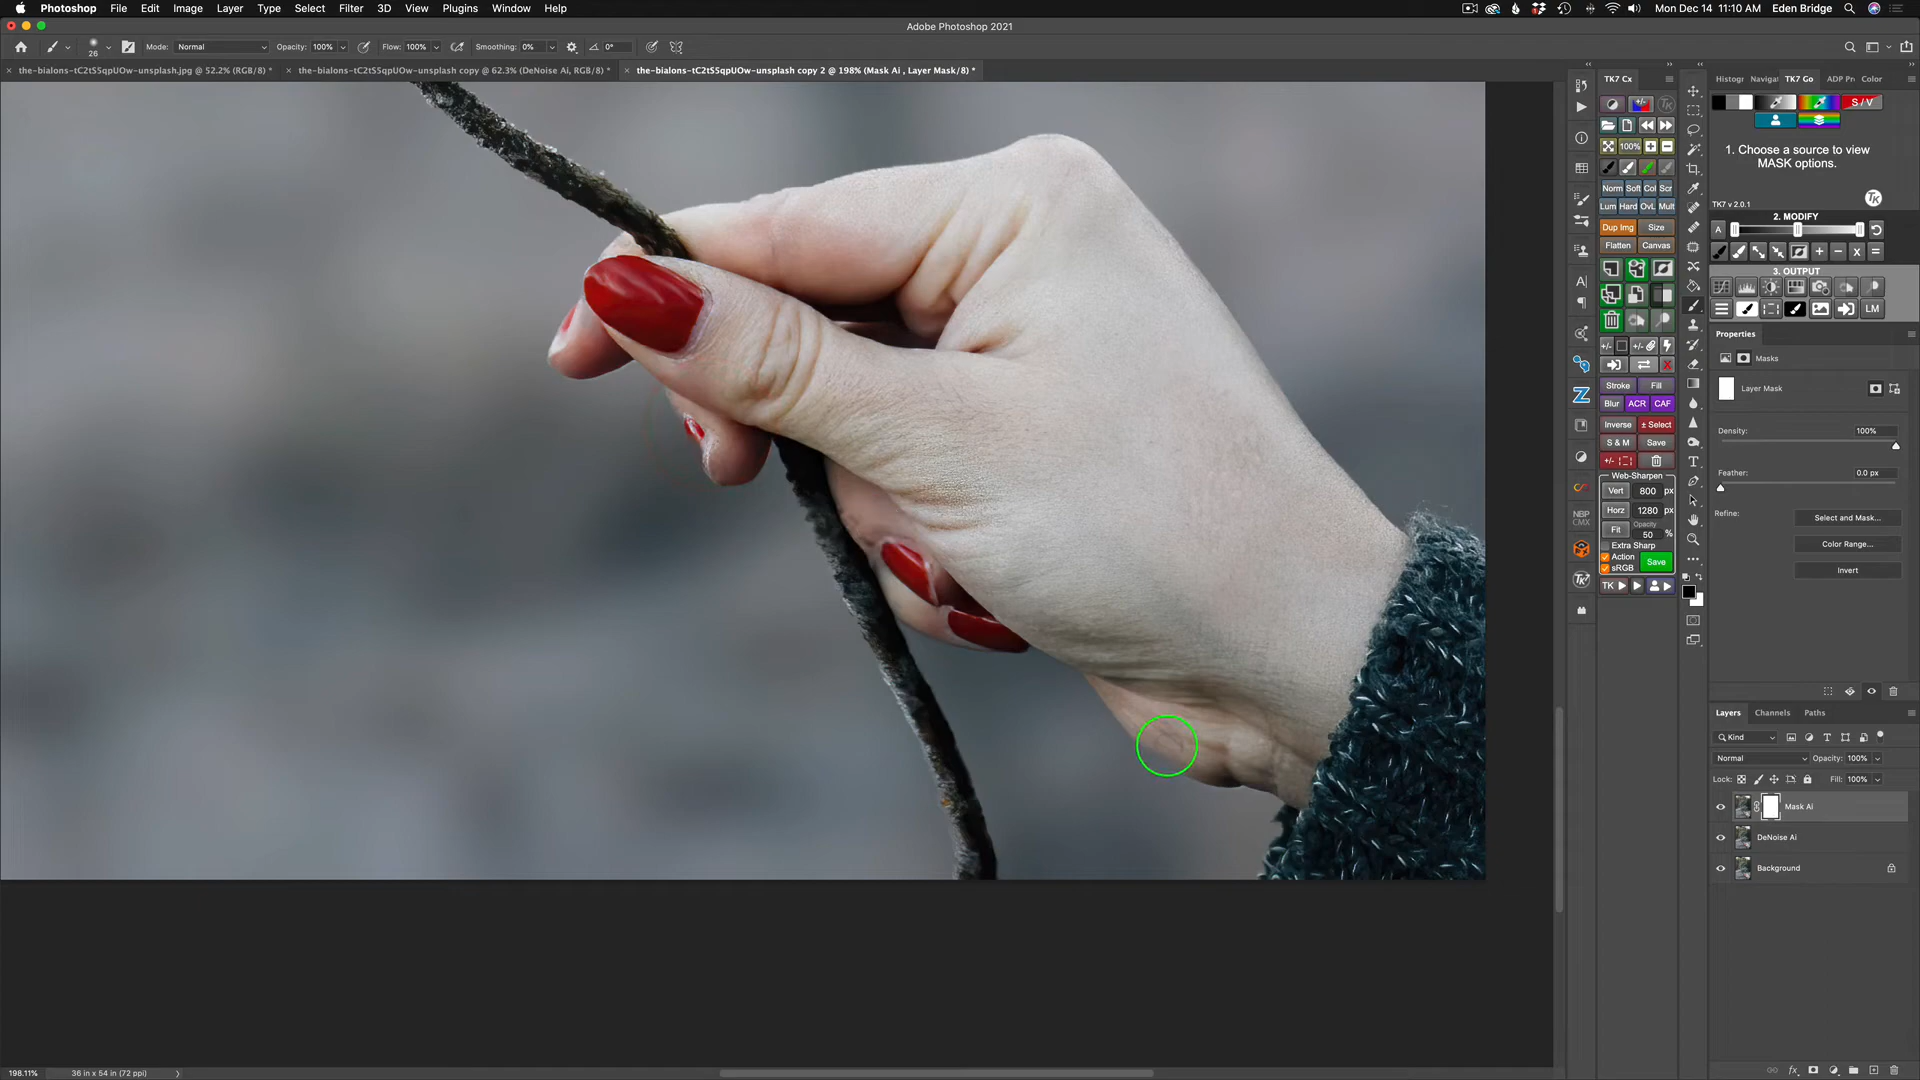 Photoshop File Edit Image Layer Type Select Filter 3D View Plugins Window Help Mon Dec 14 11:10 AM Eden Bridge
Adobe Photoshop 2021
26 Mode: Normal Opacity: 100% Flow: 100% Smoothing: 0% 0°
the-bialons-tC2tS5qpUOw-unsplash.jpg @ 52.2% (RGB/8) * the-bialons-tC2tS5qpUOw-unsplash copy @ 62.3% (DeNoise Ai, RGB/8) * the-bialons-tC2tS5qpUOw-unsplash copy 2 @ 198% (Mask Ai , Layer Mask/8) *
TK7 Cx
100%
Norm Soft Col Scr
Lum Hard OvL Mult
Dup Img Size
Flatten Canvas
Stroke Fill
Blur ACR CAF
Inverse ± Select
S & M Save
Web-Sharpen
Vert 800 px
Horz 1280 px
Fit Opacity 50 %
Extra Sharp
Action
sRGB
Save
TK
NBP
CMX
Histogr Navigat TK7 Go ADP Pr Color
S / V
1. Choose a source to view
MASK options.
TK7 v 2.0.1
2. MODIFY
A
3. OUTPUT
LM
Properties
Masks
Layer Mask
Density: 100%
Feather: 0.0 px
Refine: Select and Mask...
Color Range...
Invert
Layers Channels Paths
Kind
Normal Opacity: 100%
Lock: Fill: 100%
Mask Ai
DeNoise Ai
Background
198.11% 36 in x 54 in (72 ppi)